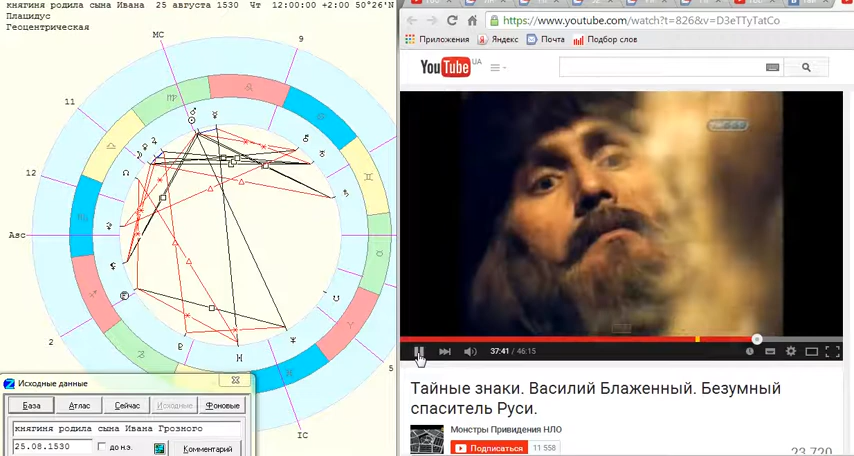 княгиня родила сына Ивана 25 августа 1530 Чт 12:00:00 +2:00 50°26'N
Плацидус
Геоцентрическая
MC
9
11
12
Asc
2
5
IC
Исходные данные
База
Атлас
Сейчас
Исходные
Фоновые
княгиня родила сына Ивана Грозного
25.08.1530
до н.э.
Комментарий
https://www.youtube.com/watch?t=826&v=D3eTTyTatCo
Приложения
Яндекс
Почта
Подбор слов
YouTube UA
37:41 / 46:15
Тайные знаки. Василий Блаженный. Безумный
спаситель Руси.
Монстры Привидения НЛО
Подписаться
11 558
23 720